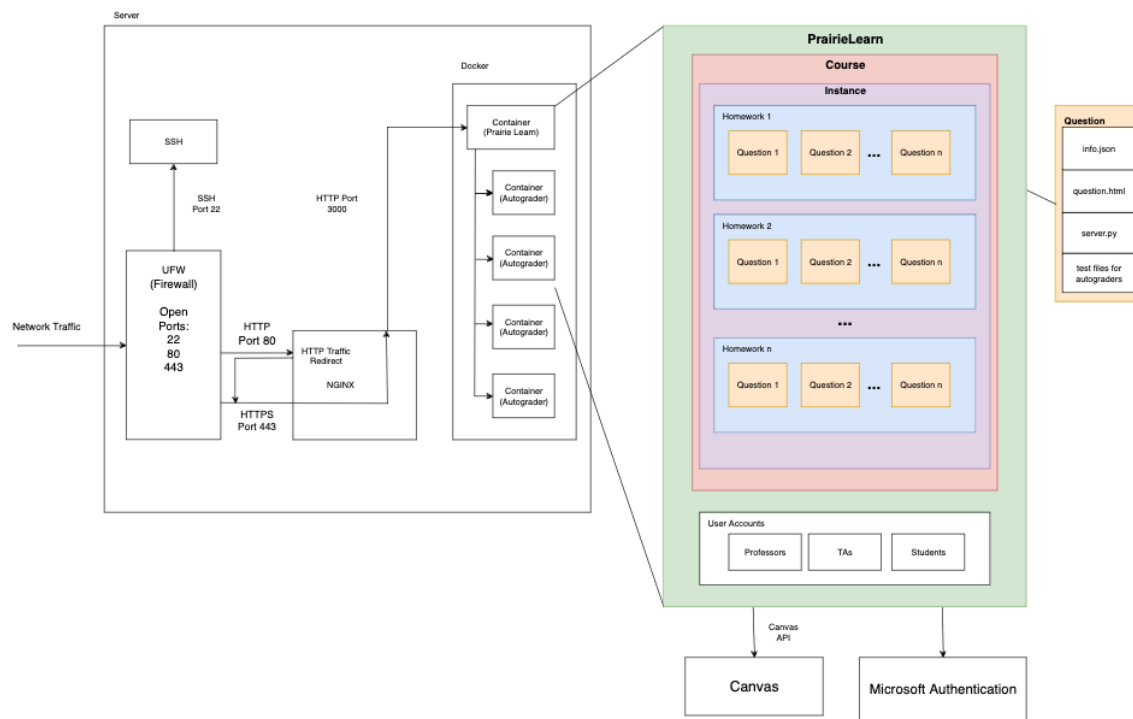 Server
SSH
SSH
Port 22
UFW
(Firewall)
Open
Ports:
22
80
443
Network Traffic
HTTP
Port 80
HTTPS
Port 443
HTTP Traffic
Redirect
NGINX
HTTP Port
3000
Docker
Container
(Prairie Learn)
Container
(Autograder)
Container
(Autograder)
Container
(Autograder)
Container
(Autograder)
PrairieLearn
Course
Instance
Homework 1
Question 1
Question 2
...
Question n
Homework 2
Question 1
Question 2
...
Question n
...
Homework n
Question 1
Question 2
...
Question n
User Accounts
Professors
TAs
Students
Question
info.json
question.html
server.py
test files for
autograders
Canvas
API
Canvas
Microsoft Authentication